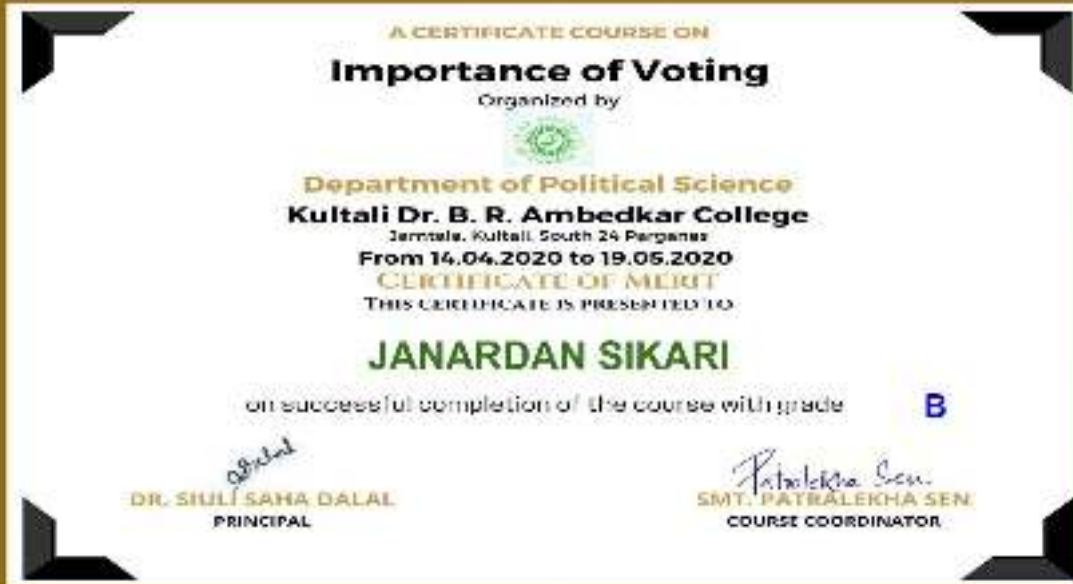 A CERTIFICATE COURSE ON
Importance of Voting
Organized by
Department of Political Science
Kultali Dr. B. R. Ambedkar College
Jamtala, Kultali, South 24 Parganas
From 14.04.2020 to 19.05.2020
CERTIFICATE OF MERIT
THIS CERTIFICATE IS PRESENTED TO
JANARDAN SIKARI
on successful completion of the course with grade B
Patralekha Sen.
DR. SIULI SAHA DALAL
SMT. PATRALEKHA SEN
PRINCIPAL
COURSE COORDINATOR